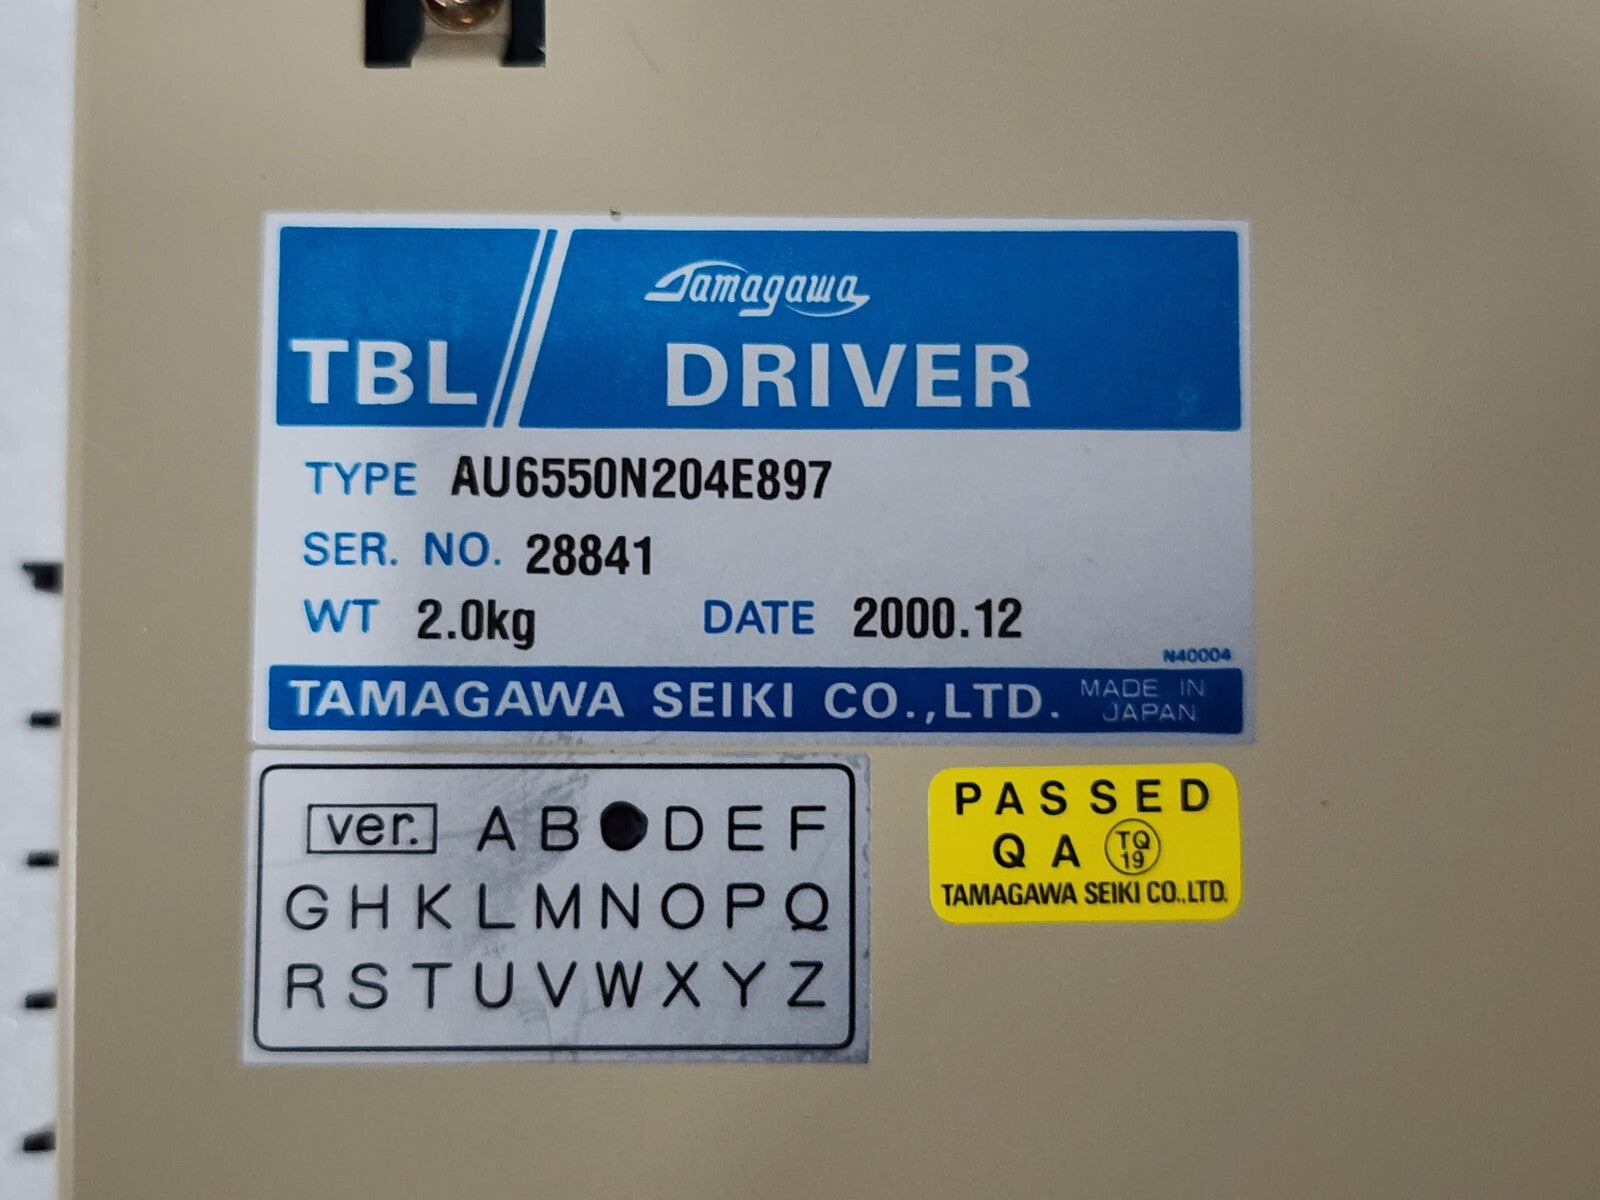 Tamagawa
TBL DRIVER
TYPE AU6550N204E897
SER. NO. 28841
WT 2.0kg DATE 2000.12
N40004
TAMAGAWA SEIKI CO.,LTD. MADE IN JAPAN
ver. A B D E F
G H K L M N O P Q
R S T U V W X Y Z
PASSED
QA TQ 19
TAMAGAWA SEIKI CO.,LTD.